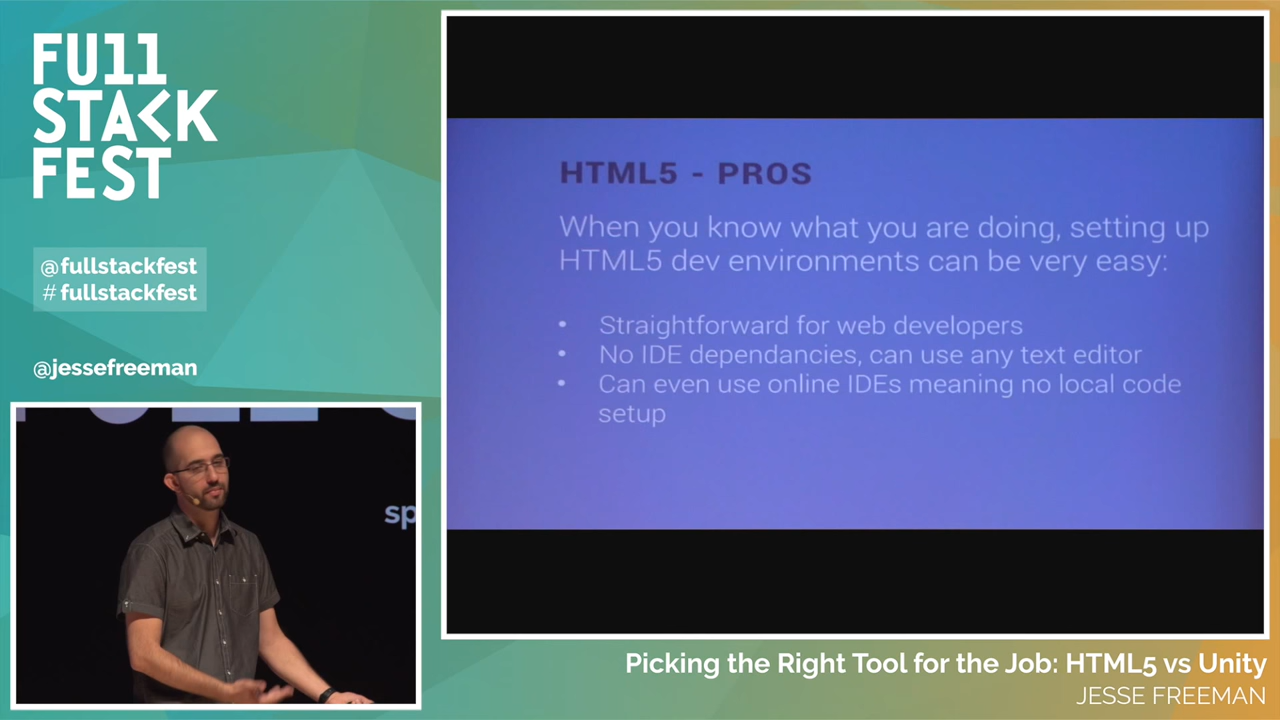 FU11
STACK
FEST
@fullstackfest
# fullstackfest
@jessefreeman
sp
HTML5 - PROS
When you know what you are doing, setting up
HTML5 dev environments can be very easy:
• Straightforward for web developers
• No IDE dependancies, can use any text editor
• Can even use online IDEs meaning no local code
setup
Picking the Right Tool for the Job: HTML5 vs Unity
JESSE FREEMAN